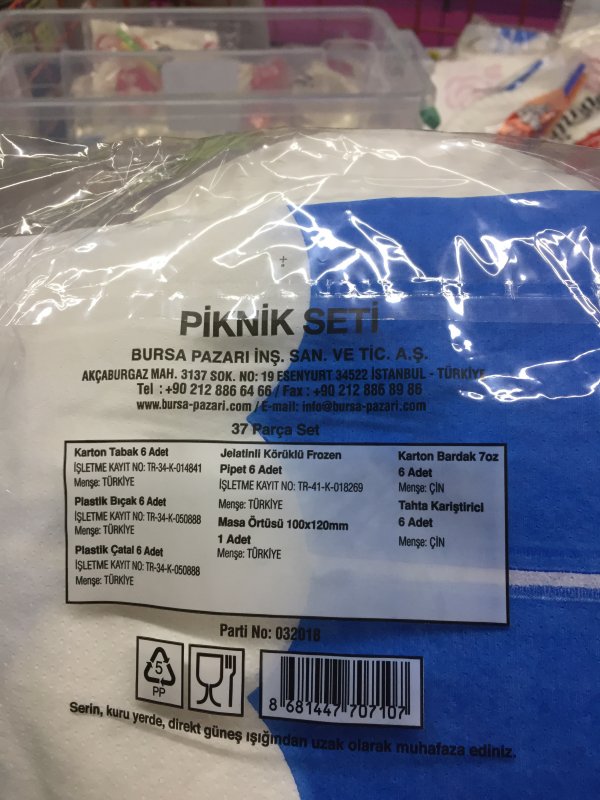 PİKNİK SETİ
BURSA PAZARI İNŞ. SAN. VE TİC. A.Ş.
AKÇABURGAZ MAH. 3137 SOK. NO: 19 ESENYURT 34522 İSTANBUL - TÜRKİYE
Tel :+90 212 886 64 66 / Fax : +90 212 886 89 86
www.bursa-pazari.com / E-mail: info@bursa-pazari.com
37 Parça Set
Karton Tabak 6 Adet
İŞLETME KAYIT NO: TR-34-K-014841
Menşe: TÜRKİYE
Plastik Bıçak 6 Adet
İŞLETME KAYIT NO: TR-34-K-050888
Menşe: TÜRKİYE
Plastik Çatal 6 Adet
İŞLETME KAYIT NO: TR-34-K-050888
Menşe: TÜRKİYE
Jelatinli Körüklü Frozen
Pipet 6 Adet
İŞLETME KAYIT NO: TR-41-K-018269
Menşe: TÜRKİYE
Masa Örtüsü 100x120mm
1 Adet
Menşe: TÜRKİYE
Karton Bardak 7oz
6 Adet
Menşe: ÇİN
Tahta Kariştirici
6 Adet
Menşe: ÇİN
Parti No: 032018
5
PP
8 681447 707107
Serin, kuru yerde, direkt güneş ışığından uzak olarak muhafaza ediniz.